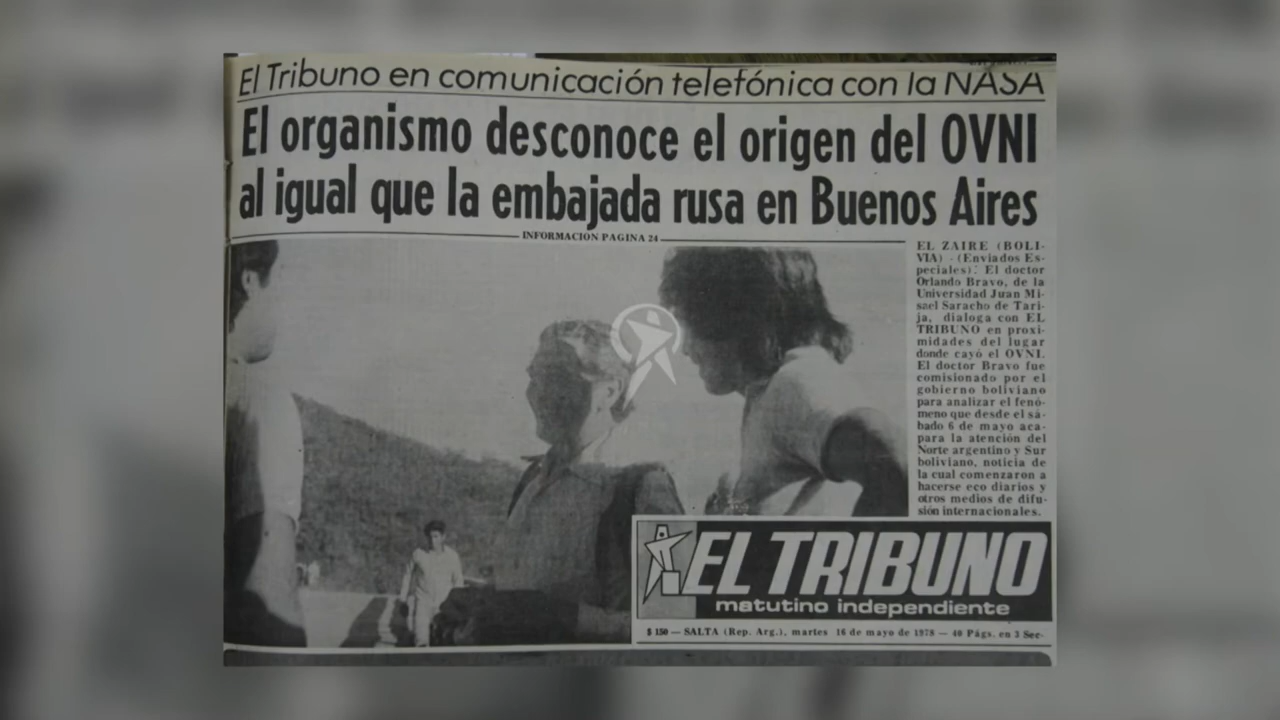 El Tribuno en comunicación telefónica con la NASA
El organismo desconoce el origen del OVNI
al igual que la embajada rusa en Buenos Aires
INFORMACION PAGINA 24
EL ZAIRE (BOLI-
VIA) - (Enviados Es-
peciales): El doctor
Orlando Bravo, de la
Universidad Juan Mi-
sael Saracho de Tari-
ja, dialoga con EL
TRIBUNO en proxi-
midades del lugar
donde cayó el OVNI.
El doctor Bravo fue
comisionado por el
gobierno boliviano
para analizar el fenó-
meno que desde el sá-
bado 6 de mayo aca-
para la atención del
Norte argentino y Sur
boliviano, noticia de
la cual comenzaron a
hacerse eco diarios y
otros medios de difu-
sión internacionales.
EL TRIBUNO
matutino independiente
$ 150 — SALTA (Rep. Arg.), martes 16 de mayo de 1978 — 40 Págs. en 3 Sec-